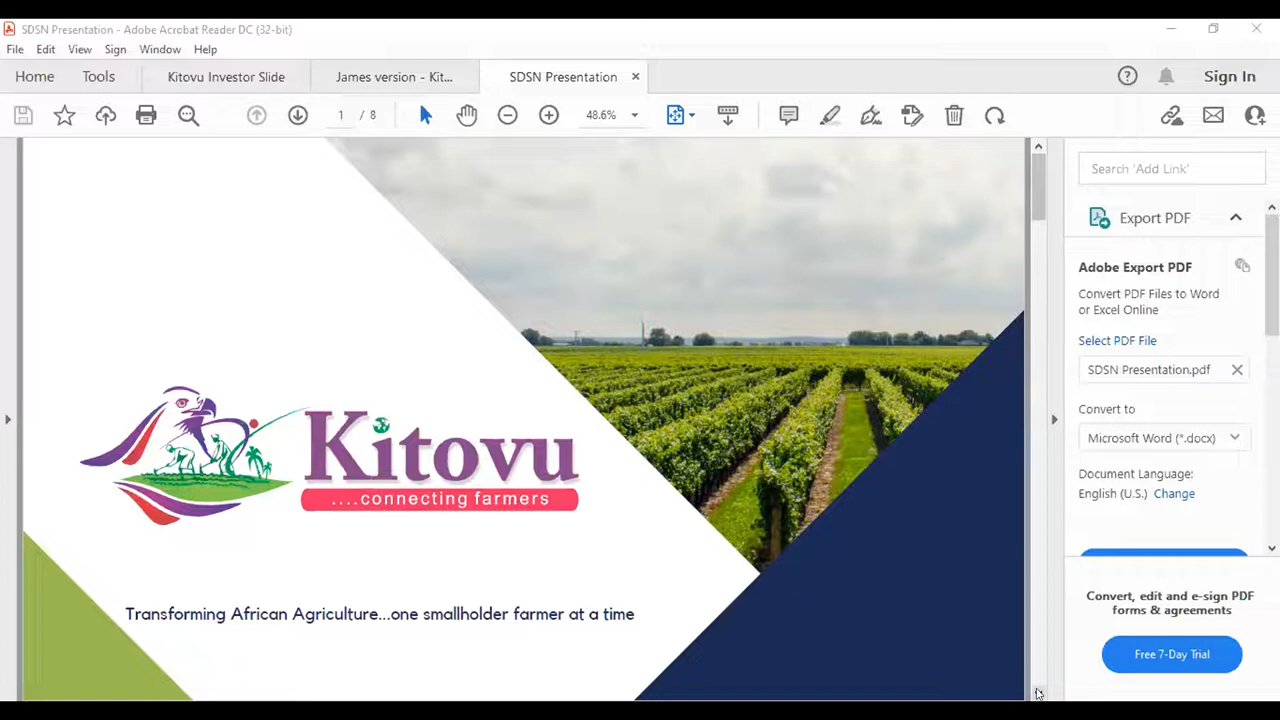 SDSN Presentation - Adobe Acrobat Reader DC (32-bit)
File Edit View Sign Window Help
Home Tools Kitovu Investor Slide James version - Kit... SDSN Presentation Sign In
1 / 8 48.6%
Search 'Add Link'
Export PDF
Adobe Export PDF
Convert PDF Files to Word
or Excel Online
Select PDF File
SDSN Presentation.pdf
Convert to
Microsoft Word (*.docx)
Document Language:
English (U.S.) Change
Convert, edit and e-sign PDF
forms & agreements
Free 7-Day Trial
Kitovu
....connecting farmers
Transforming African Agriculture...one smallholder farmer at a time